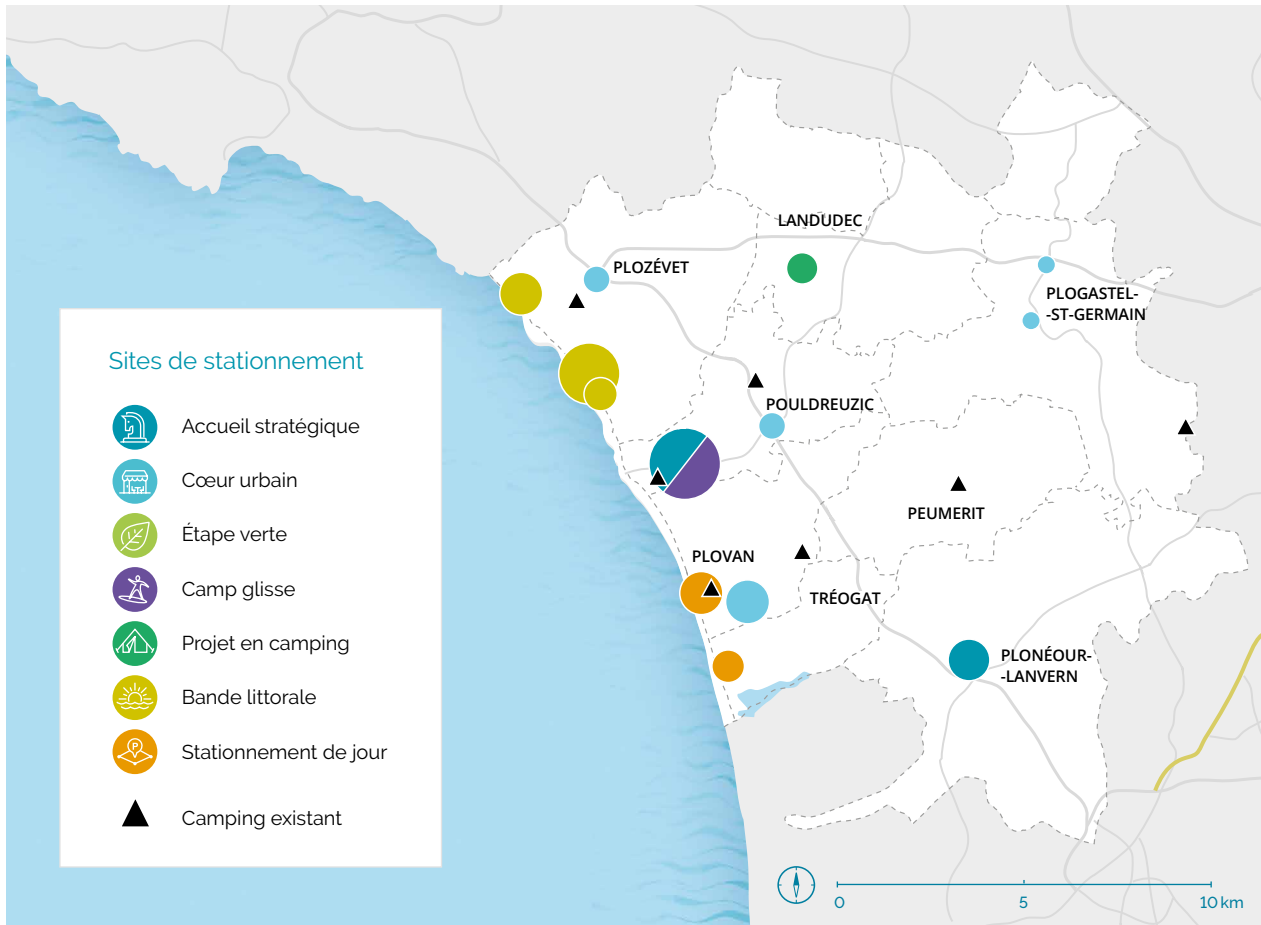 LANDUDEC
PLOZÉVET
PLOGASTEL-
-ST-GERMAIN
Sites de stationnement
Accueil stratégique
Cœur urbain
Étape verte
Camp glisse
Projet en camping
Bande littorale
P
Stationnement de jour
Camping existant
POULDREUZIC
PEUMERIT
PLOVAN
TRÉOGAT
PLONÉOUR-
-LANVERN
0 5 10 km